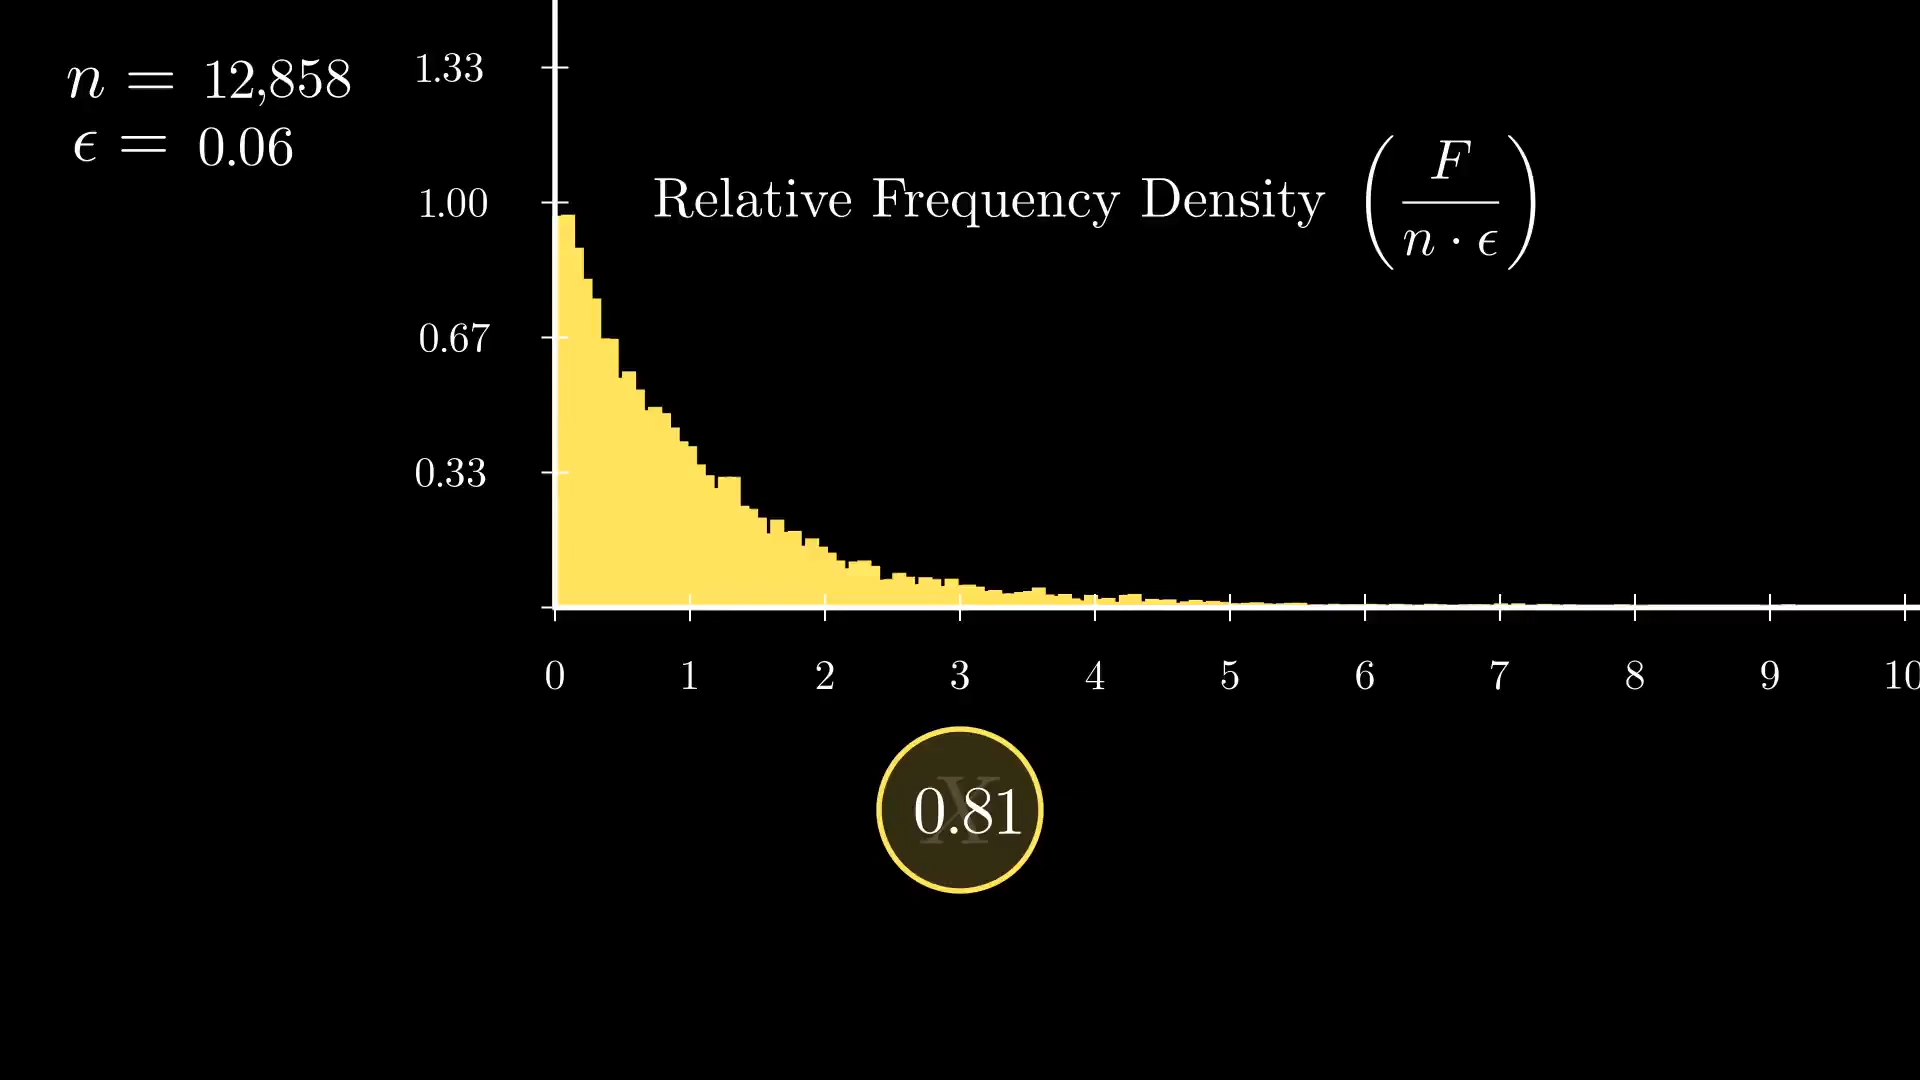 n = 12,858
ϵ = 0.06
1.33
1.00
0.67
0.33
Relative Frequency Density (F / n · ϵ)
0 1 2 3 4 5 6 7 8 9 10
X
0.81